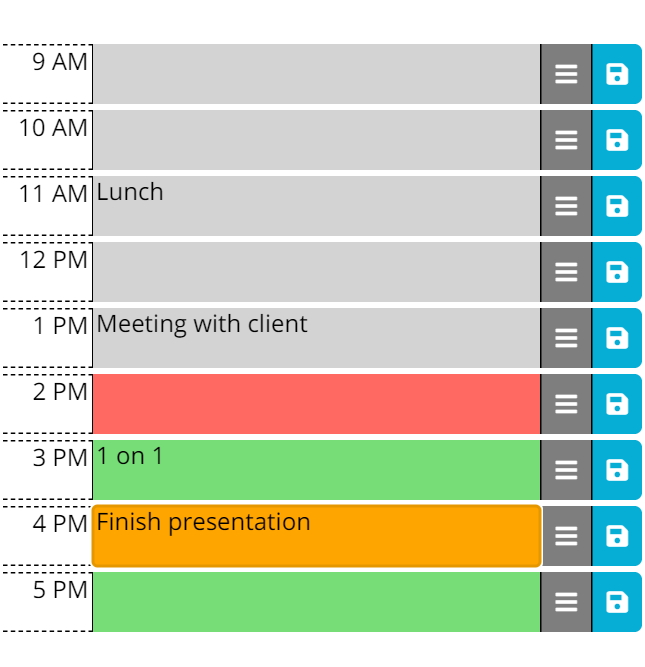 9 AM
10 AM
11 AM Lunch
12 PM
1 PM Meeting with client
2 PM
3 PM 1 on 1
4 PM Finish presentation
5 PM